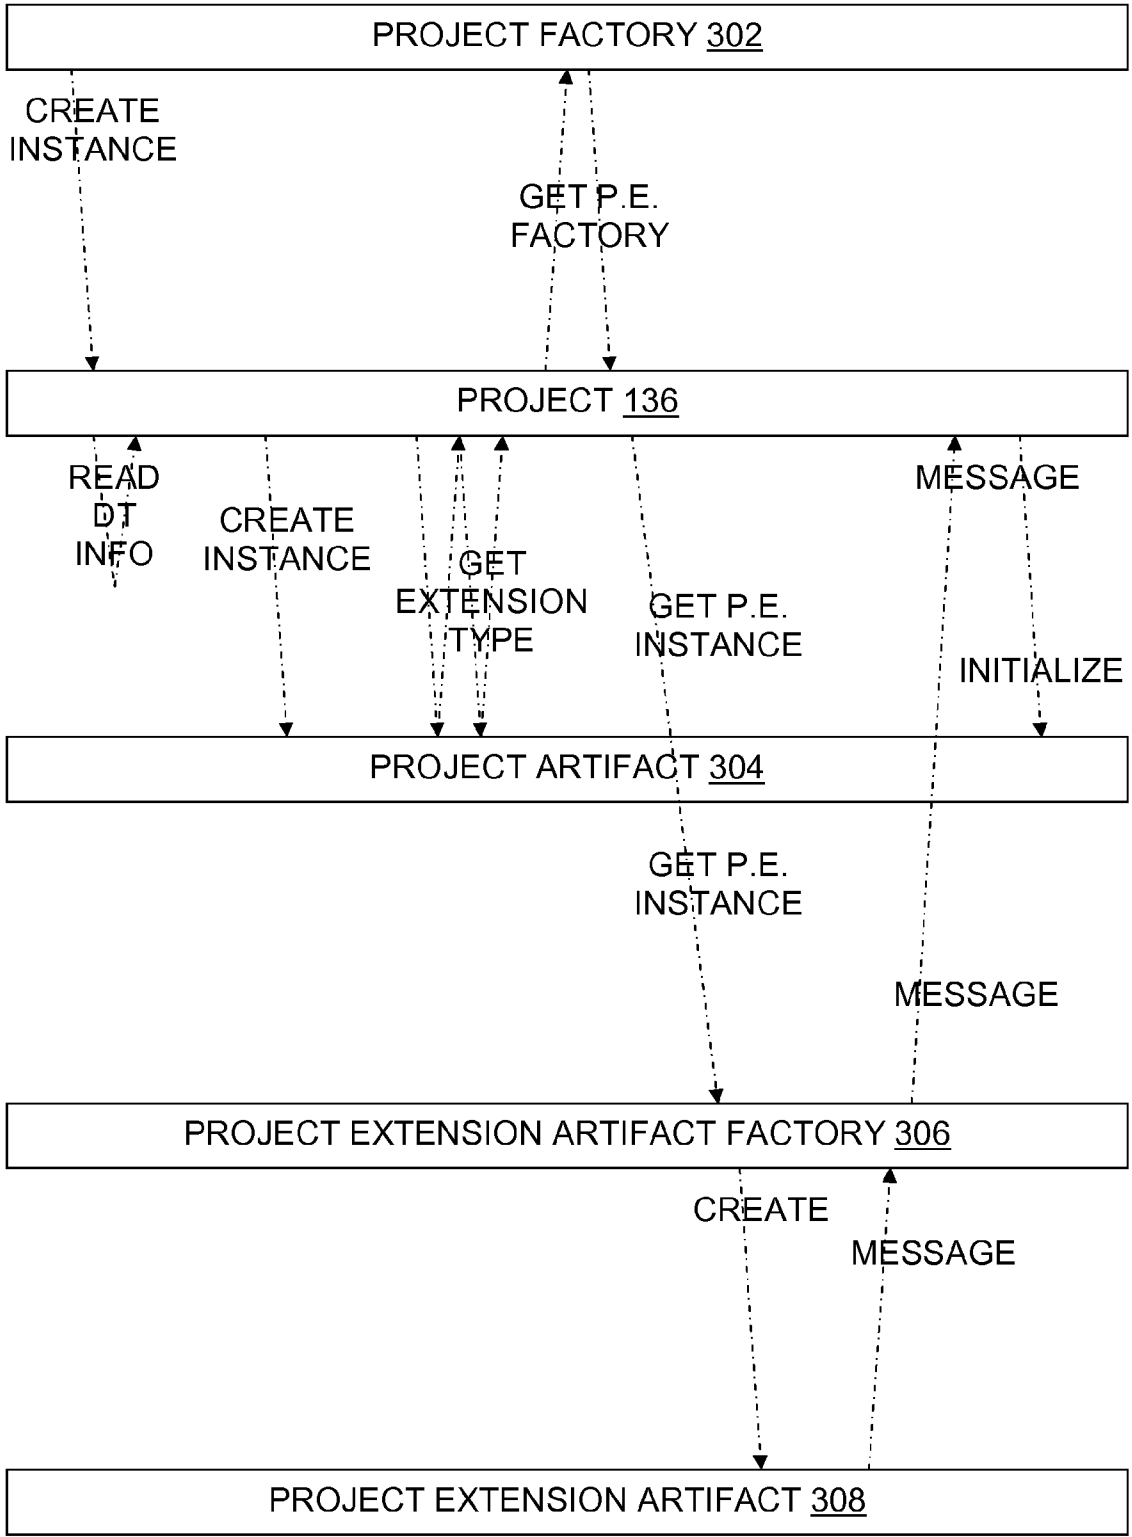 PROJECT FACTORY 302
CREATE
INSTANCE
GET P.E.
FACTORY
PROJECT 136
READ
DT
INFO
CREATE
INSTANCE
GET
EXTENSION
TYPE
GET P.E.
INSTANCE
MESSAGE
INITIALIZE
PROJECT ARTIFACT 304
GET P.E.
INSTANCE
MESSAGE
PROJECT EXTENSION ARTIFACT FACTORY 306
CREATE
MESSAGE
PROJECT EXTENSION ARTIFACT 308